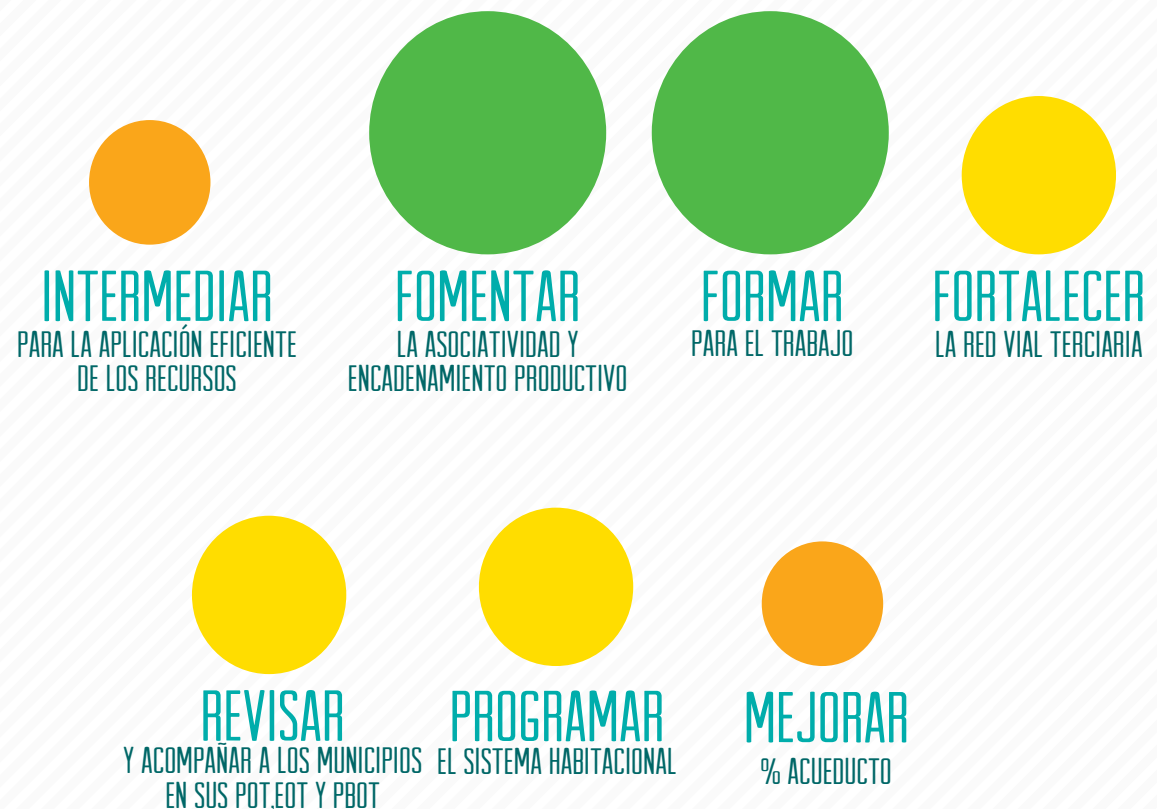 INTERMEDIAR
PARA LA APLICACIÓN EFICIENTE
DE LOS RECURSOS
FOMENTAR
LA ASOCIATIVIDAD Y
ENCADENAMIENTO PRODUCTIVO
FORMAR
PARA EL TRABAJO
FORTALECER
LA RED VIAL TERCIARIA
REVISAR
Y ACOMPAÑAR A LOS MUNICIPIOS
EN SUS POT,EOT Y PBOT
PROGRAMAR
EL SISTEMA HABITACIONAL
MEJORAR
% ACUEDUCTO